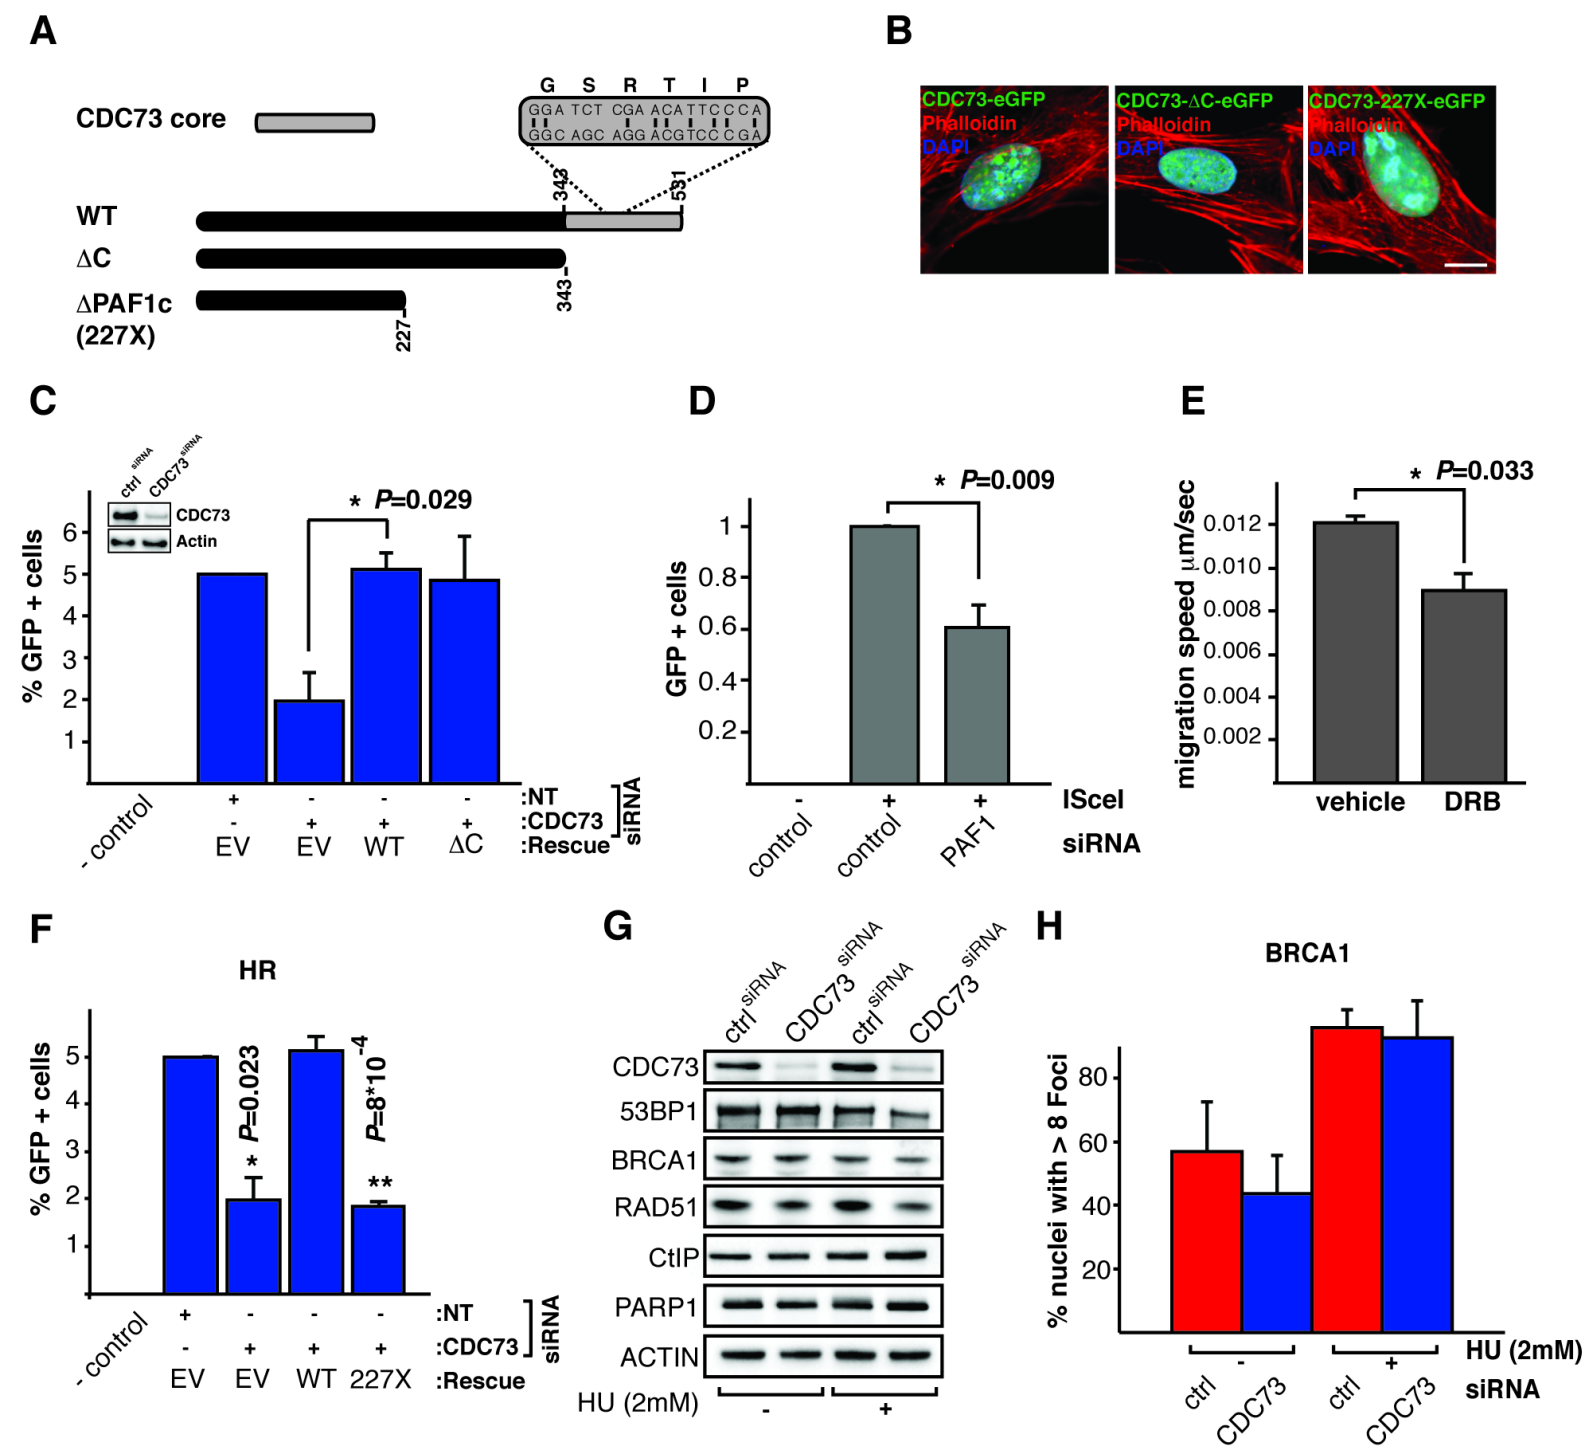 A
CDC73 core
G S R T I P
GGA TCT CGA ACA TTC CCA
GGC AGC AGG ACG TCC CGA
343
531
WT
ΔC
343
ΔPAF1c
(227X)
227
B
CDC73-eGFP
Phalloidin
DAPI
CDC73-ΔC-eGFP
Phalloidin
DAPI
CDC73-227X-eGFP
Phalloidin
DAPI
C
ctrl siRNA
CDC73 siRNA
CDC73
Actin
* P=0.029
% GFP + cells
6
5
4
3
2
1
- control
+ - - - :NT
- + + + :CDC73
siRNA
EV EV WT ΔC :Rescue
D
* P=0.009
GFP + cells
1
0.8
0.6
0.4
0.2
- + + ISceI
control control PAF1 siRNA
E
* P=0.033
migration speed µm/sec
0.012
0.010
0.008
0.006
0.004
0.002
vehicle DRB
F
HR
% GFP + cells
5
4
3
2
1
* P=0.023
** P=8*10-4
- control
+ - - - :NT
- + + + :CDC73
siRNA
EV EV WT 227X :Rescue
G
ctrl siRNA CDC73 siRNA ctrl siRNA CDC73 siRNA
CDC73
53BP1
BRCA1
RAD51
CtIP
PARP1
ACTIN
HU (2mM) - +
H
BRCA1
% nuclei with > 8 Foci
80
60
40
20
- + HU (2mM)
ctrl CDC73 ctrl CDC73 siRNA